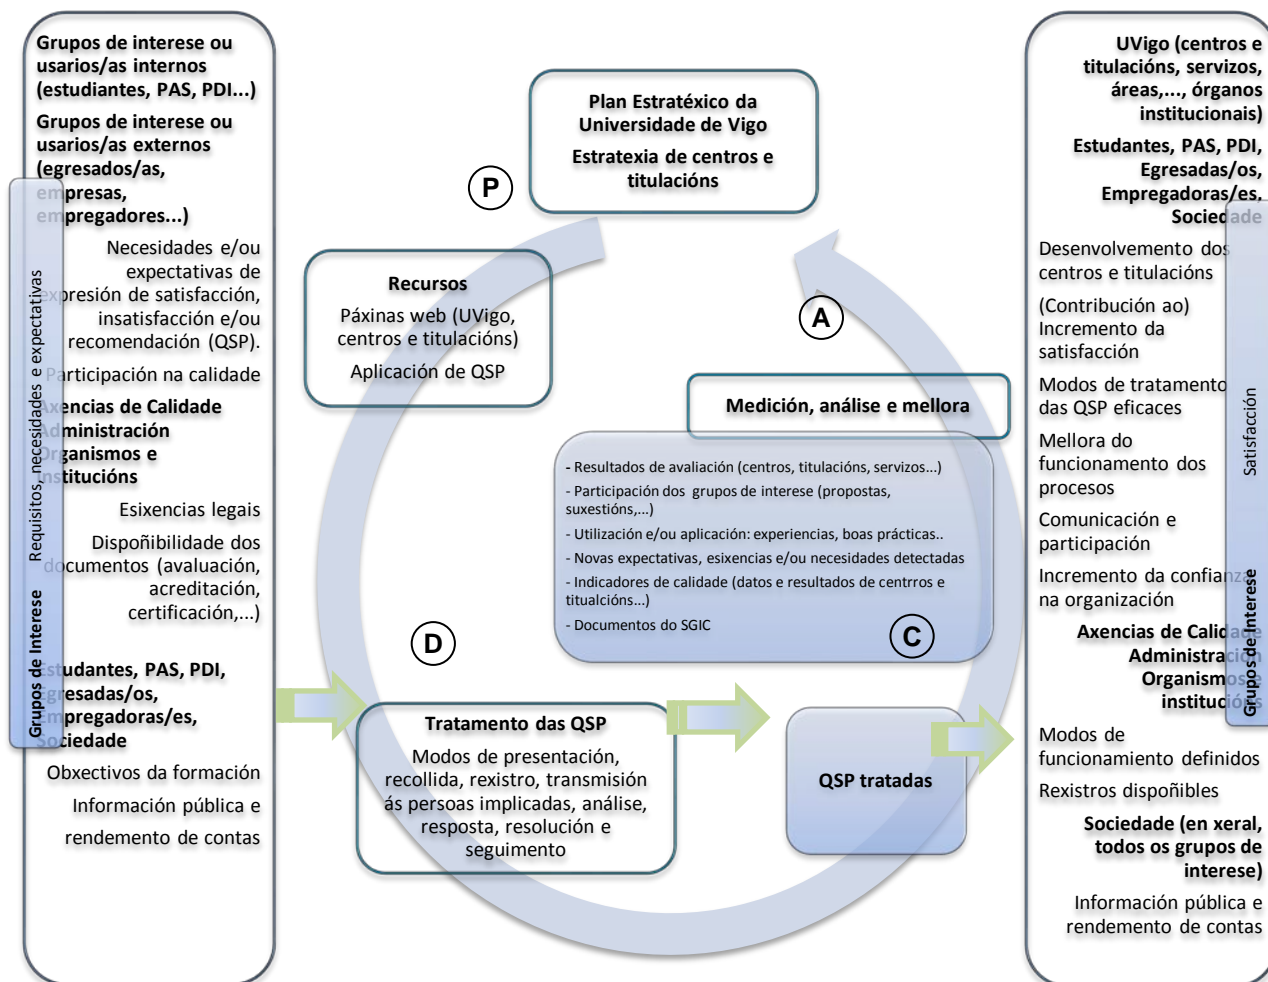 Grupos de interese ou
usarios/as internos
(estudiantes, PAS, PDI...)
Grupos de interese ou
usarios/as externos
(egresados/as,
empresas,
empregadores...)
Necesidades e/ou
expectativas de
expresión de satisfacción,
insatisfacción e/ou
recomendación (QSP).
Participación na calidade
Axencias de Calidade
Administración
Organismos e
institucións
Esixencias legais
Dispoñibilidade dos
documentos (avaluación,
acreditación,
certificación,...)
Estudantes, PAS, PDI,
Egresadas/os,
Empregadoras/es,
Sociedade
Obxectivos da formación
Información pública e
rendemento de contas
Grupos de Interese
Requisitos, necesidades e expectativas
Plan Estratéxico da
Universidade de Vigo
Estratexia de centros e
titulacións
P
Recursos
Páxinas web (UVigo,
centros e titulacións)
Aplicación de QSP
A
Medición, análise e mellora
- Resultados de avaliación (centros, titulacións, servizos...)
- Participación dos grupos de interese (propostas,
suxestións,...)
- Utilización e/ou aplicación: experiencias, boas prácticas..
- Novas expectativas, esixencias e/ou necesidades detectadas
- Indicadores de calidade (datos e resultados de centrros e
titualcións...)
- Documentos do SGIC
C
D
Tratamento das QSP
Modos de presentación,
recollida, rexistro, transmisión
ás persoas implicadas, análise,
resposta, resolución e
seguimento
QSP tratadas
UVigo (centros e
titulacións, servizos,
áreas,..., órganos
institucionais)
Estudantes, PAS, PDI,
Egresadas/os,
Empregadoras/es,
Sociedade
Desenvolvemento dos
centros e titulacións
(Contribución ao)
Incremento da
satisfacción
Modos de tratamento
das QSP eficaces
Mellora do
funcionamento dos
procesos
Comunicación e
participación
Incremento da confianza
na organización
Axencias de Calidade
Administración
Organismos e
institucións
Modos de
funcionamiento definidos
Rexistros dispoñibles
Sociedade (en xeral,
todos os grupos de
interese)
Información pública e
rendemento de contas
Grupos de Interese
Satisfacción